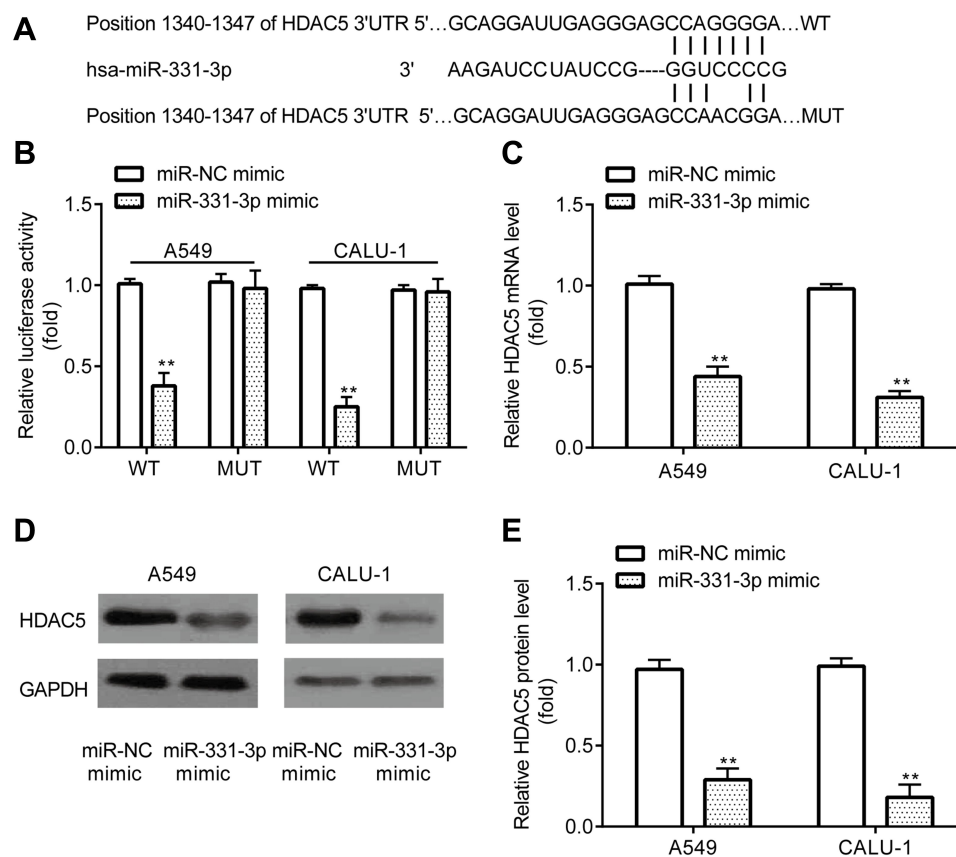 A
Position 1340-1347 of HDAC5 3'UTR 5'…GCAGGAUUGAGGGAGCCAGGGGA…WT
hsa-miR-331-3p 3' AAGAUCCUAUCCG----GGUCCCCG
Position 1340-1347 of HDAC5 3'UTR 5'…GCAGGAUUGAGGGAGCCAACGGA…MUT
B
miR-NC mimic
miR-331-3p mimic
Relative luciferase activity
(fold)
1.5
1.0
0.5
0.0
A549
CALU-1
**
**
WT
MUT
WT
MUT
C
miR-NC mimic
miR-331-3p mimic
Relative HDAC5 mRNA level
(fold)
1.5
1.0
0.5
0.0
**
**
A549
CALU-1
D
A549
CALU-1
HDAC5
GAPDH
miR-NC
mimic
miR-331-3p
mimic
miR-NC
mimic
miR-331-3p
mimic
E
miR-NC mimic
miR-331-3p mimic
Relative HDAC5 protein level
(fold)
1.5
1.0
0.5
0.0
**
**
A549
CALU-1